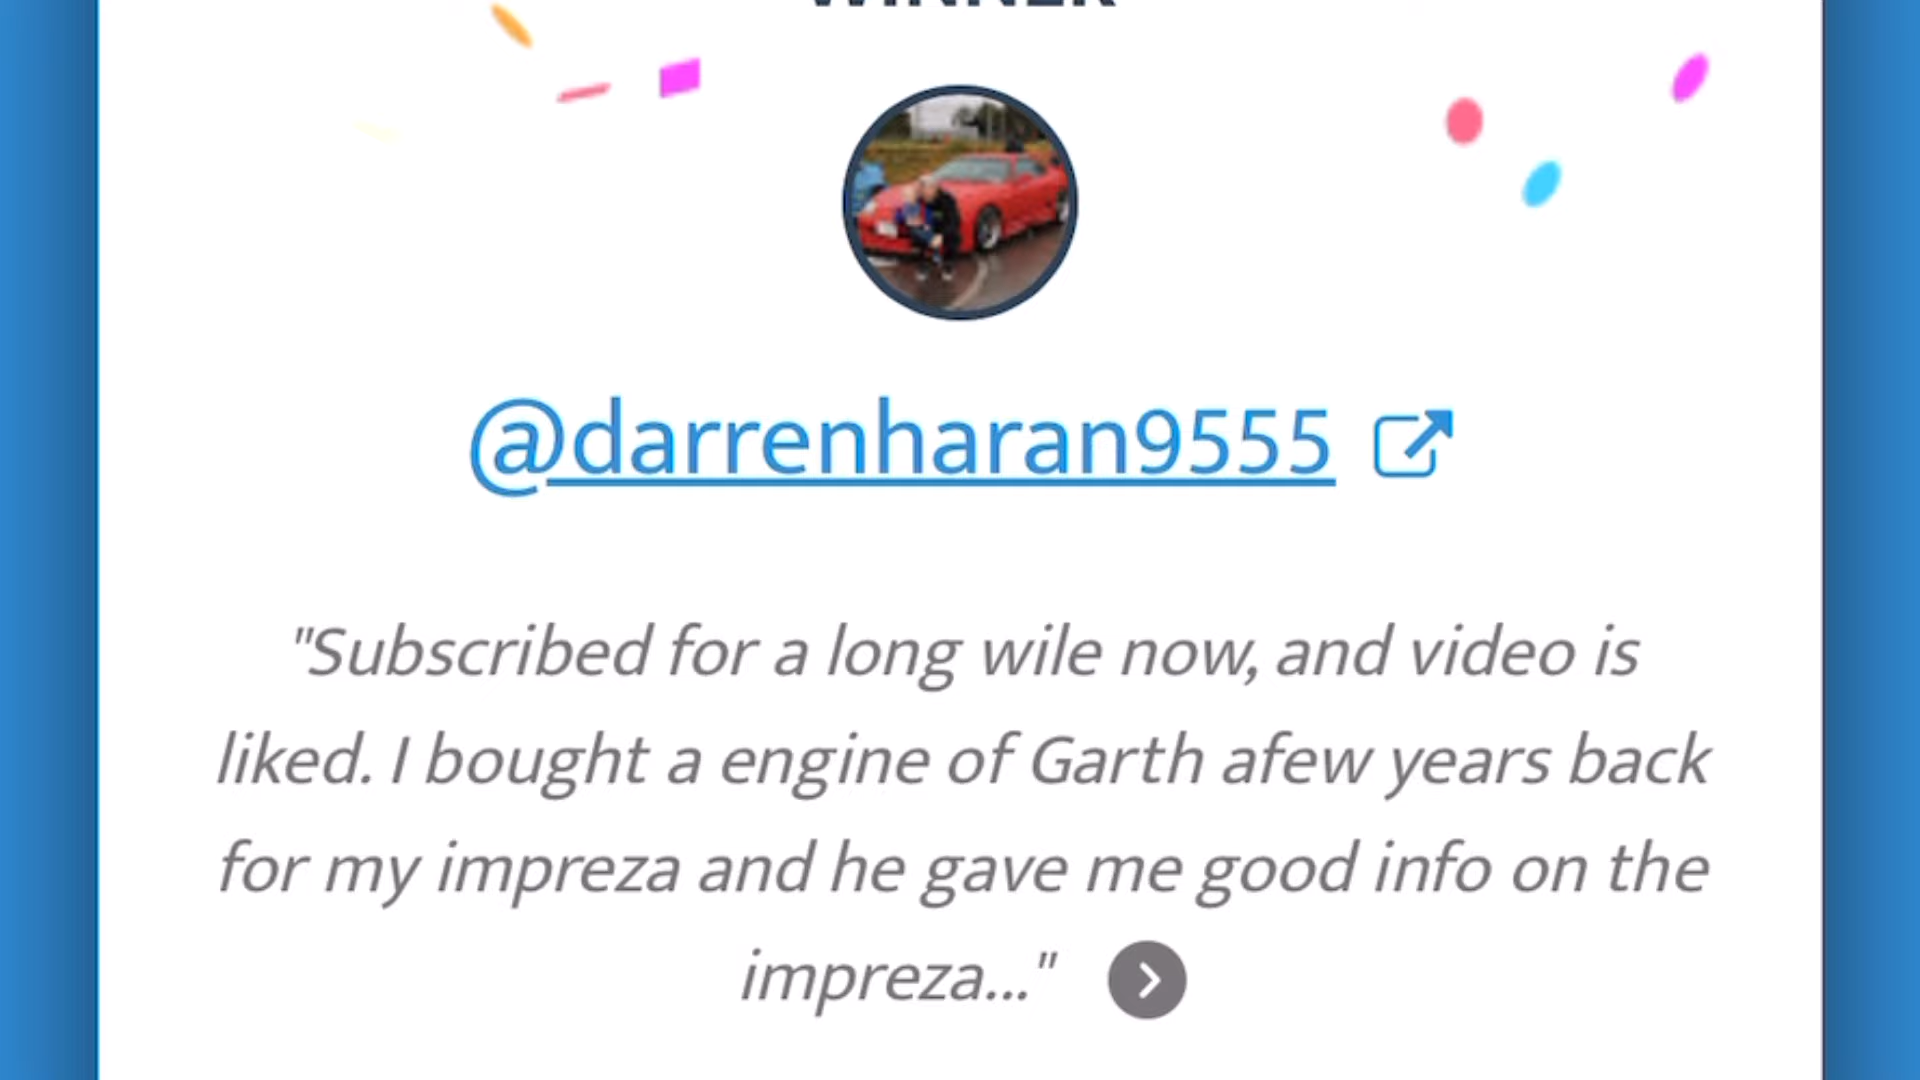 WINNER
@darrenharan9555
"Subscribed for a long wile now, and video is
liked. I bought a engine of Garth afew years back
for my impreza and he gave me good info on the
impreza..."